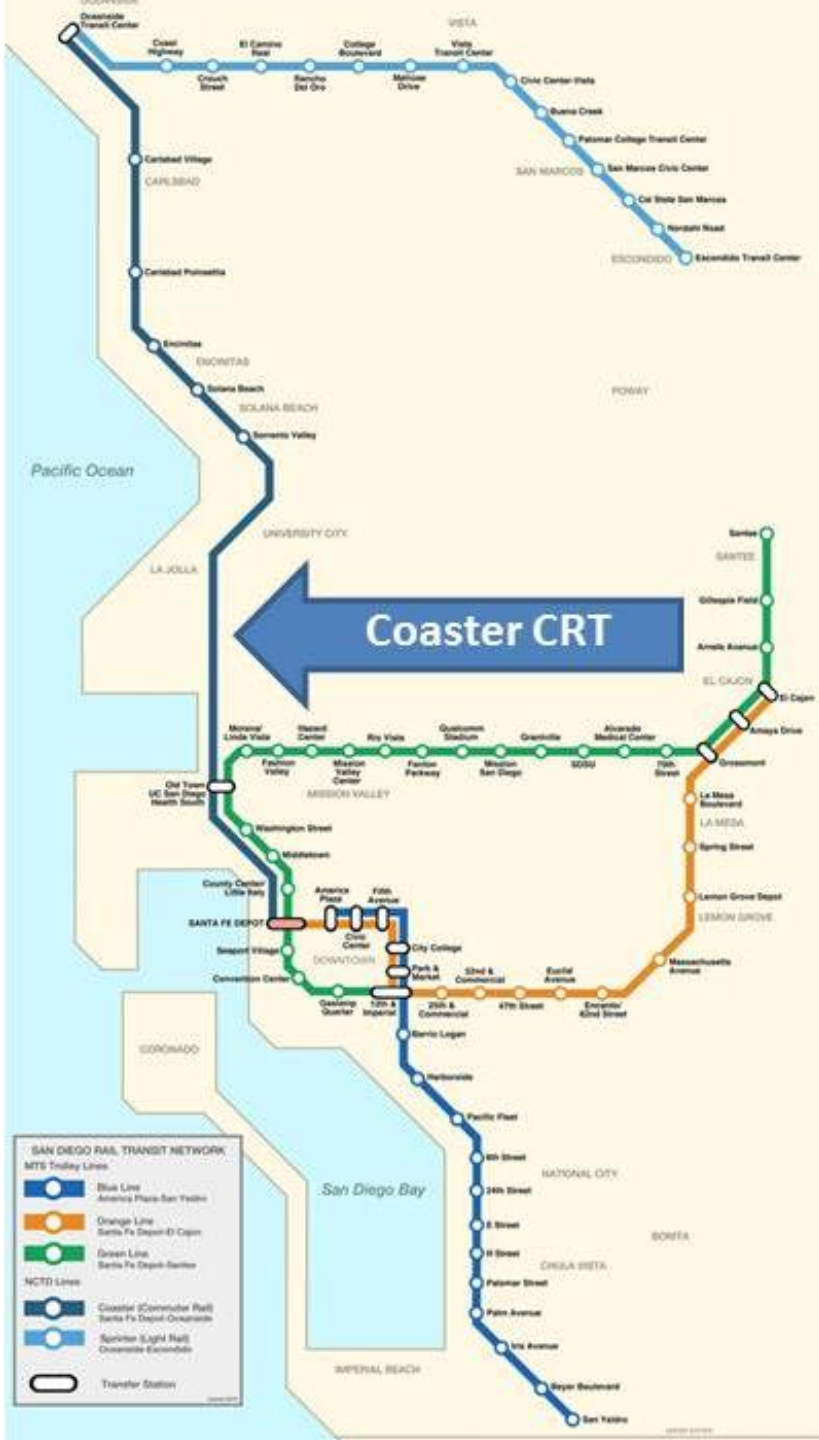 OCEANSIDE
Oceanside
Transit Center
VISTA
Coast
Highway
Crouch
Street
El Camino
Real
Rancho
Del Oro
College
Boulevard
Melrose
Drive
Vista
Transit Center
Civic Center-Vista
Buena Creek
Palomar College Transit Center
SAN MARCOS
San Marcos Civic Center
Cal State San Marcos
Nordahl Road
ESCONDIDO
Escondido Transit Center
Carlsbad Village
CARLSBAD
Carlsbad Poinsettia
Encinitas
ENCINITAS
Solana Beach
SOLANA BEACH
Sorrento Valley
POWAY
Pacific Ocean
UNIVERSITY CITY
LA JOLLA
Coaster CRT
Santee
SANTEE
Gillespie Field
Arnele Avenue
EL CAJON
El Cajon
Amaya Drive
Grossmont
Morena/
Linda Vista
Fashion
Valley
Hazard
Center
Mission
Valley
Center
Rio Vista
Fenton
Parkway
Qualcomm
Stadium
Mission
San Diego
Grantville
SDSU
Alvarado
Medical Center
70th
Street
MISSION VALLEY
Old Town
UC San Diego
Health South
Washington Street
Middletown
County Center/
Little Italy
SANTA FE DEPOT
Seaport Village
Convention Center
Gaslamp
Quarter
12th &
Imperial
America
Plaza
Civic
Center
Fifth
Avenue
DOWNTOWN
City College
Park &
Market
25th &
Commercial
32nd &
Commercial
47th Street
Euclid
Avenue
Encanto/
62nd Street
Massachusetts
Avenue
LEMON GROVE
Lemon Grove Depot
Spring Street
LA MESA
La Mesa
Boulevard
Barrio Logan
Harborside
Pacific Fleet
8th Street
NATIONAL CITY
24th Street
E Street
H Street
BONITA
CHULA VISTA
Palomar Street
Palm Avenue
Iris Avenue
Beyer Boulevard
San Ysidro
CORONADO
San Diego Bay
IMPERIAL BEACH
SAN DIEGO RAIL TRANSIT NETWORK
MTS Trolley Lines
Blue Line
America Plaza-San Ysidro
Orange Line
Santa Fe Depot-El Cajon
Green Line
Santa Fe Depot-Santee
NCTD Lines
Coaster (Commuter Rail)
Santa Fe Depot-Oceanside
Sprinter (Light Rail)
Oceanside-Escondido
Transfer Station